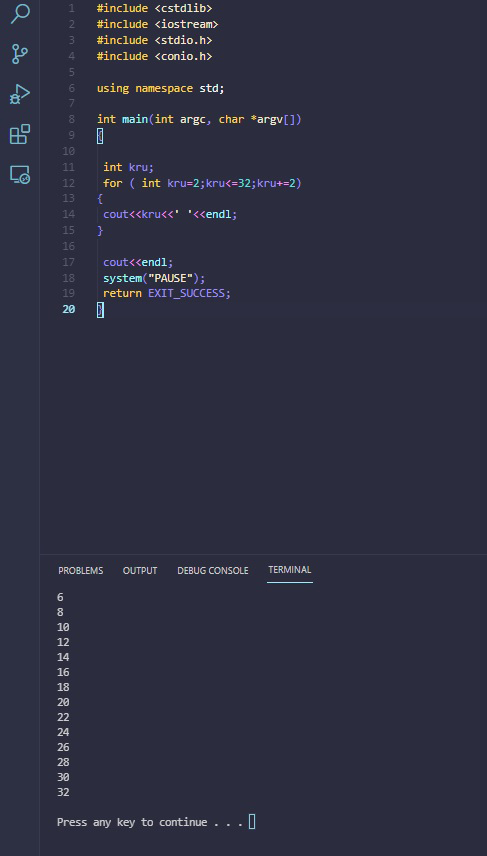 1 #include <cstdlib>
2 #include <iostream>
3 #include <stdio.h>
4 #include <conio.h>
5
6 using namespace std;
7
8 int main(int argc, char *argv[])
9 {
10
11 int kru;
12 for ( int kru=2;kru<=32;kru+=2)
13 {
14 cout<<kru<<' '<<endl;
15 }
16
17 cout<<endl;
18 system("PAUSE");
19 return EXIT_SUCCESS;
20 }
PROBLEMS OUTPUT DEBUG CONSOLE TERMINAL
6
8
10
12
14
16
18
20
22
24
26
28
30
32
Press any key to continue . . .